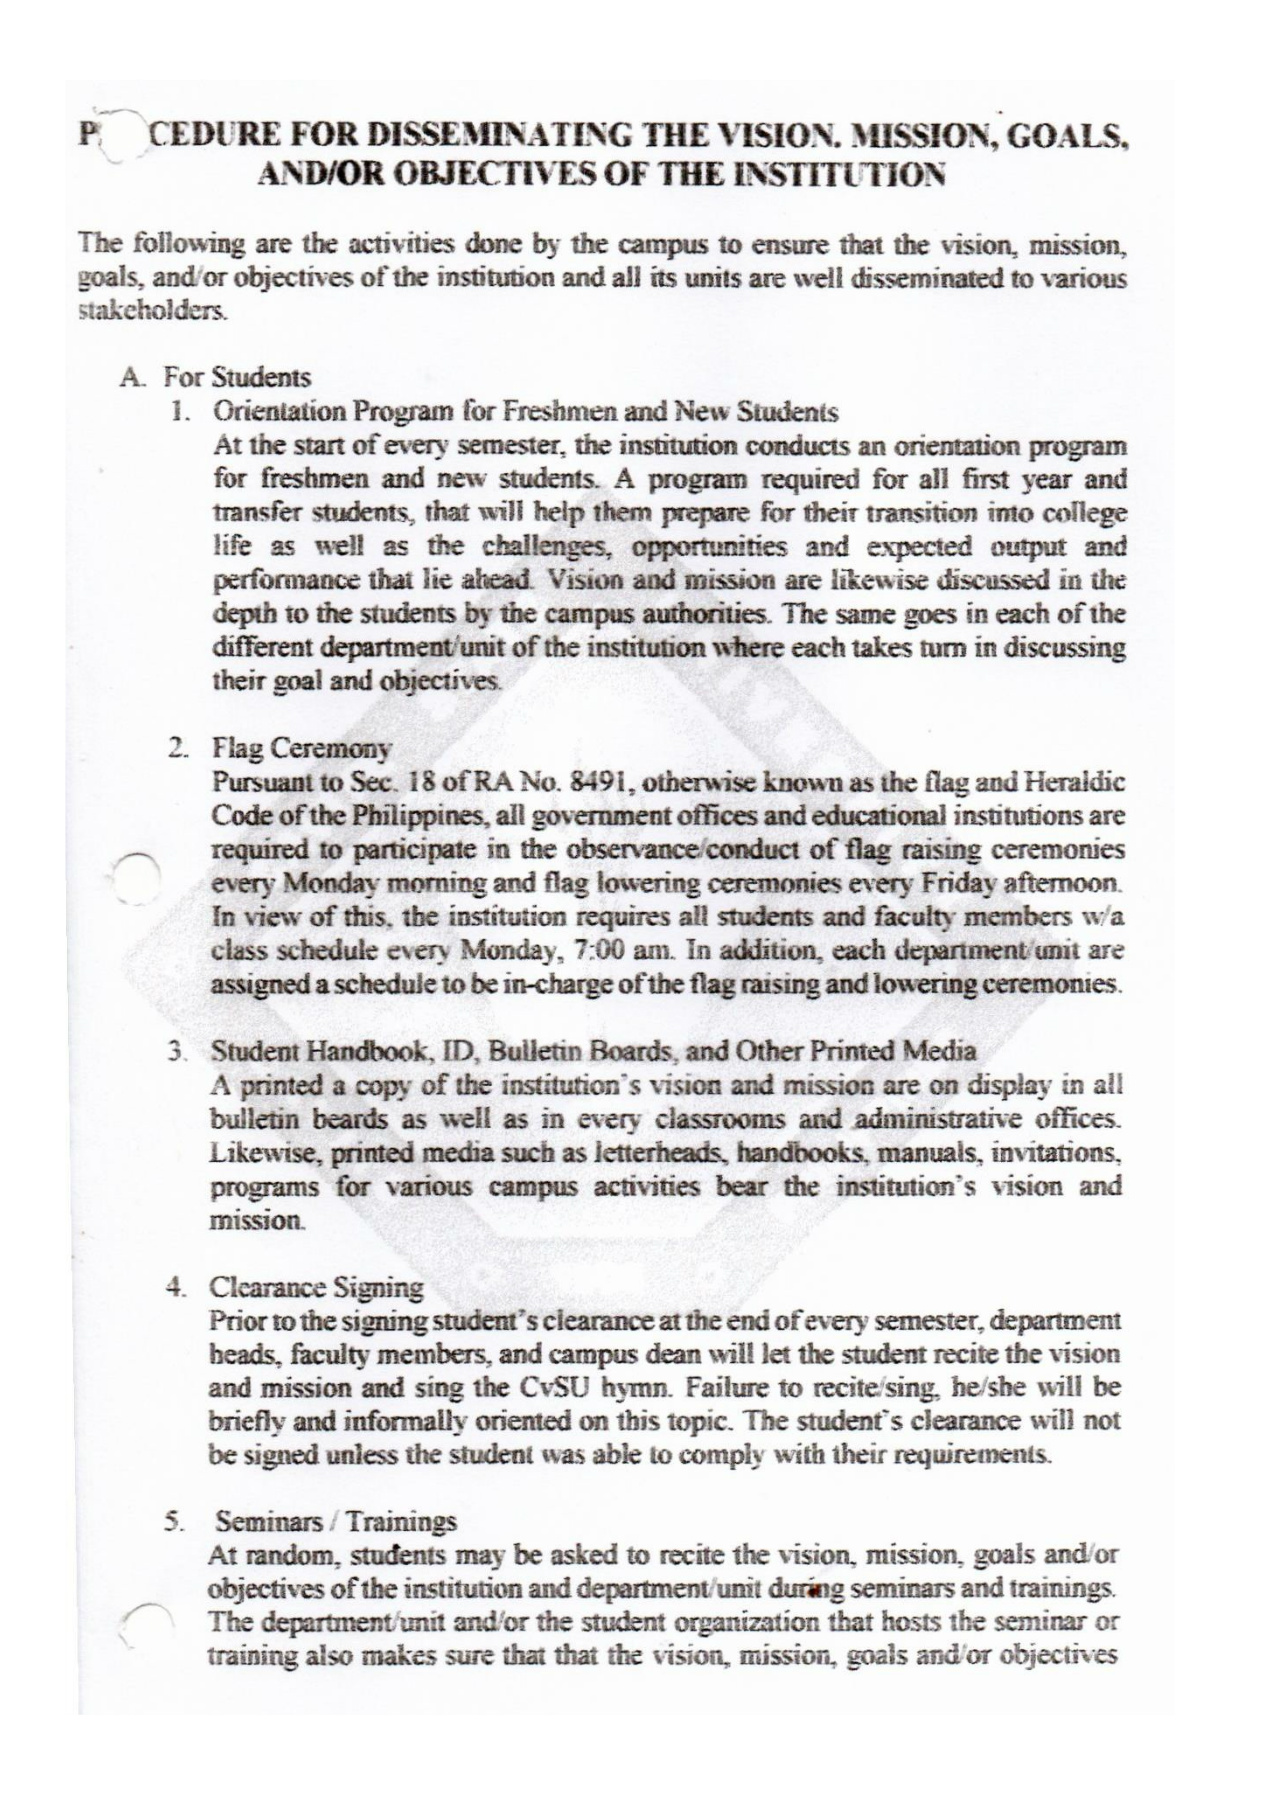 P CEDURE FOR DISSEMINATING THE VISION. MISSION, GOALS,
AND/OR OBJECTIVES OF THE INSTITUTION
The following are the activities done by the campus to ensure that the vision, mission,
goals, and/or objectives of the institution and all its units are well disseminated to various
stakeholders.
A. For Students
1. Orientation Program for Freshmen and New Students
At the start of every semester, the institution conducts an orientation program
for freshmen and new students. A program required for all first year and
transfer students, that will help them prepare for their transition into college
life as well as the challenges, opportunities and expected output and
performance that lie ahead. Vision and mission are likewise discussed in the
depth to the students by the campus authorities. The same goes in each of the
different department/unit of the institution where each takes turn in discussing
their goal and objectives.
2. Flag Ceremony
Pursuant to Sec. 18 of RA No. 8491, otherwise known as the flag and Heraldic
Code of the Philippines, all government offices and educational institutions are
required to participate in the observance/conduct of flag raising ceremonies
every Monday morning and flag lowering ceremonies every Friday afternoon.
In view of this, the institution requires all students and faculty members w/a
class schedule every Monday, 7:00 am. In addition, each department/unit are
assigned a schedule to be in-charge of the flag raising and lowering ceremonies.
3. Student Handbook, ID, Bulletin Boards, and Other Printed Media
A printed a copy of the institution's vision and mission are on display in all
bulletin beards as well as in every classrooms and administrative offices.
Likewise, printed media such as letterheads, handbooks, manuals, invitations,
programs for various campus activities bear the institution's vision and
mission.
4. Clearance Signing
Prior to the signing student's clearance at the end of every semester, department
heads, faculty members, and campus dean will let the student recite the vision
and mission and sing the CvSU hymn. Failure to recite/sing, he/she will be
briefly and informally oriented on this topic. The student's clearance will not
be signed unless the student was able to comply with their requirements.
5. Seminars / Trainings
At random, students may be asked to recite the vision, mission, goals and/or
objectives of the institution and department/unit during seminars and trainings.
The department/unit and/or the student organization that hosts the seminar or
training also makes sure that that the vision, mission, goals and/or objectives